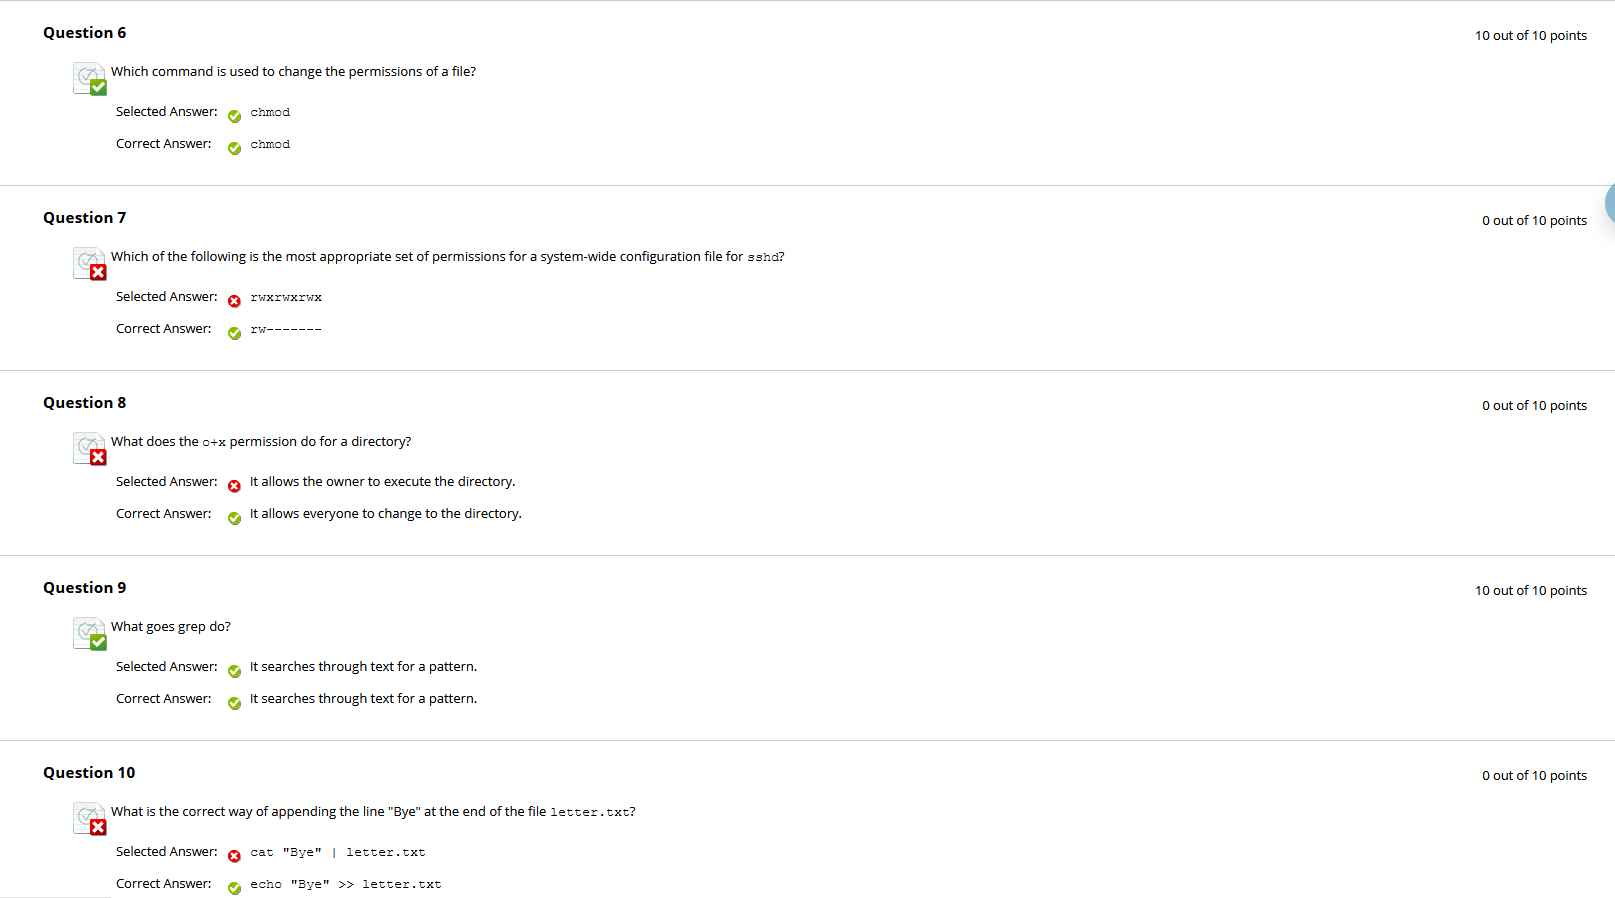 Question 6
10 out of 10 points
Which command is used to change the permissions of a file?
Selected Answer: chmod
Correct Answer: chmod
Question 7
0 out of 10 points
Which of the following is the most appropriate set of permissions for a system-wide configuration file for sshd?
Selected Answer: rwxrwxrwx
Correct Answer: rw-------
Question 8
0 out of 10 points
What does the o+x permission do for a directory?
Selected Answer: It allows the owner to execute the directory.
Correct Answer: It allows everyone to change to the directory.
Question 9
10 out of 10 points
What goes grep do?
Selected Answer: It searches through text for a pattern.
Correct Answer: It searches through text for a pattern.
Question 10
0 out of 10 points
What is the correct way of appending the line "Bye" at the end of the file letter.txt?
Selected Answer: cat "Bye" | letter.txt
Correct Answer: echo "Bye" >> letter.txt